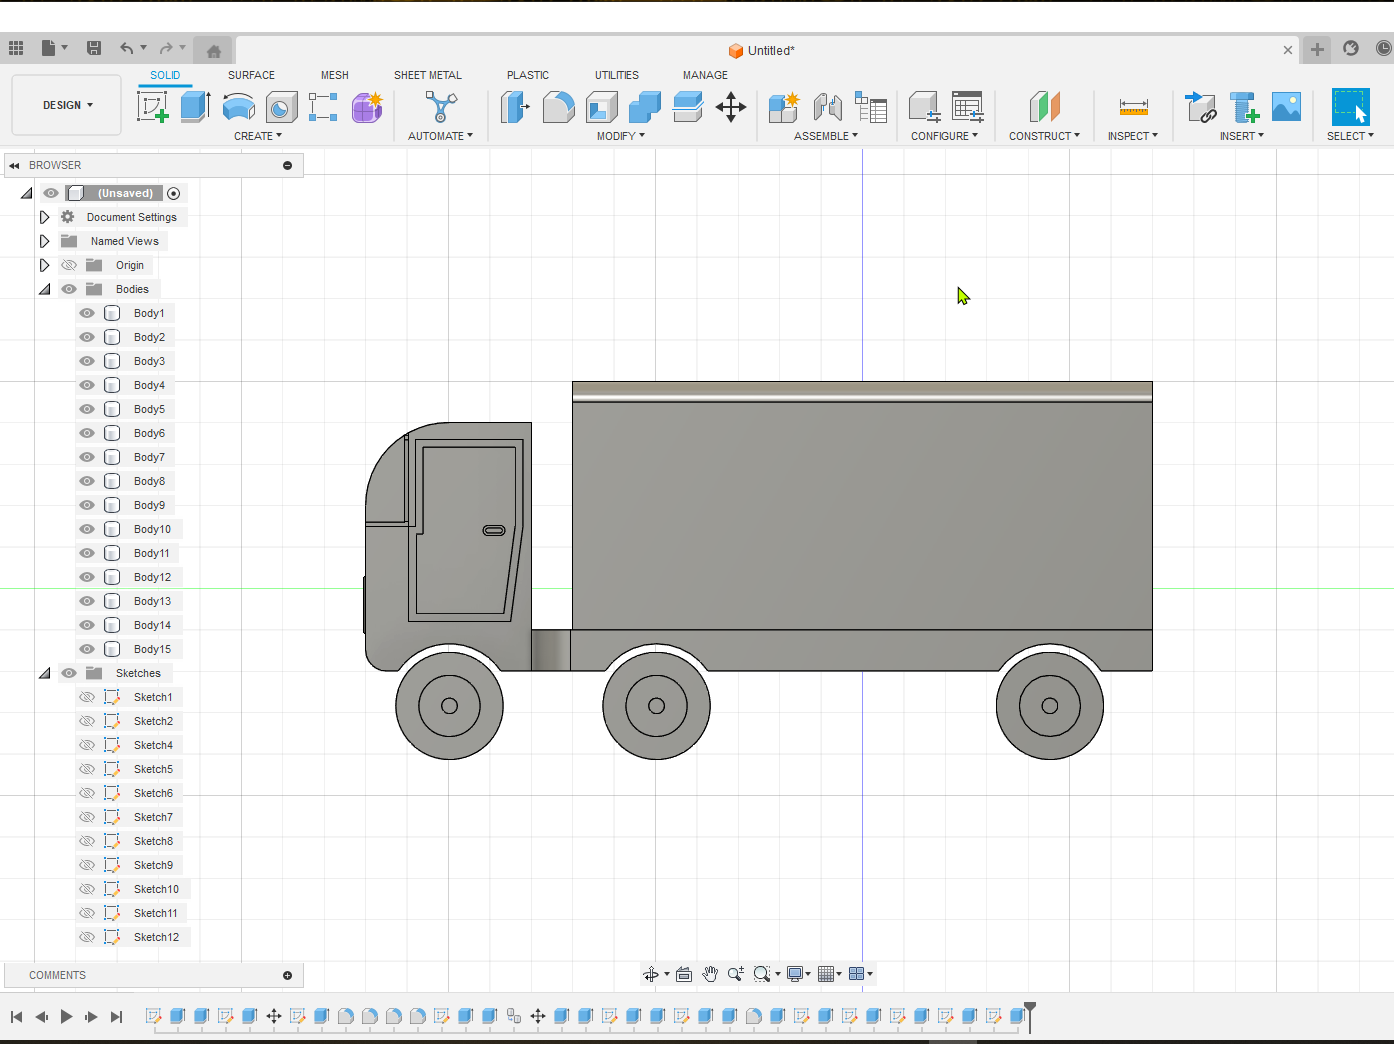 Untitled*
SOLID SURFACE MESH SHEET METAL PLASTIC UTILITIES MANAGE
DESIGN
CREATE AUTOMATE MODIFY ASSEMBLE CONFIGURE CONSTRUCT INSPECT INSERT SELECT
BROWSER
(Unsaved)
Document Settings
Named Views
Origin
Bodies
Body1
Body2
Body3
Body4
Body5
Body6
Body7
Body8
Body9
Body10
Body11
Body12
Body13
Body14
Body15
Sketches
Sketch1
Sketch2
Sketch4
Sketch5
Sketch6
Sketch7
Sketch8
Sketch9
Sketch10
Sketch11
Sketch12
COMMENTS